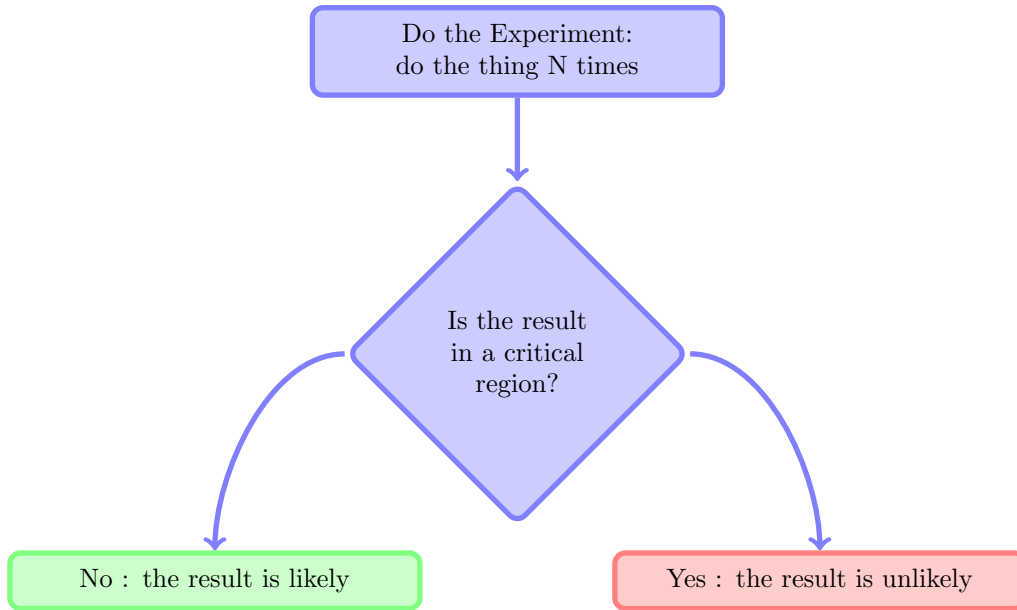 Do the Experiment:
do the thing N times
Is the result
in a critical
region?
No : the result is likely
Yes : the result is unlikely